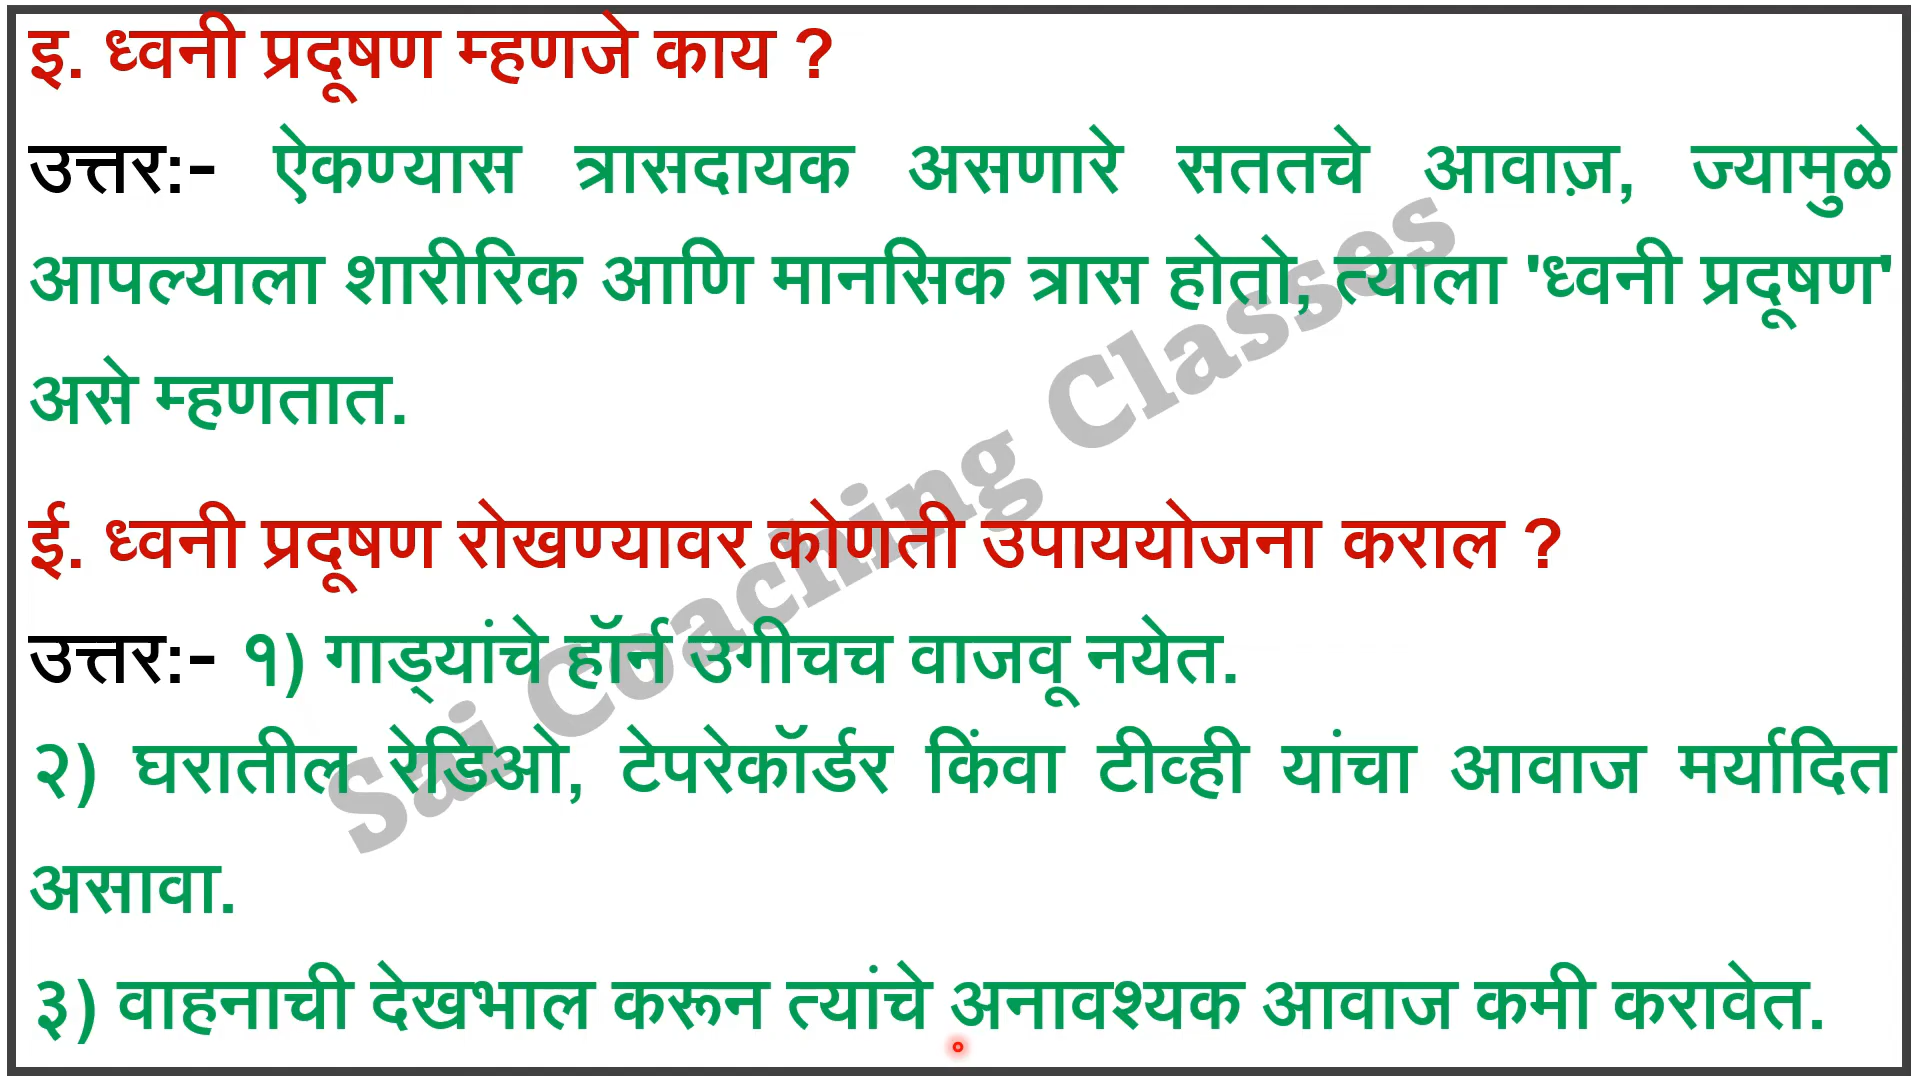 इ. ध्वनी प्रदूषण म्हणजे काय ?
उत्तर:- ऐकण्यास त्रासदायक असणारे सततचे आवाज़, ज्यामुळे
आपल्याला शारीरिक आणि मानसिक त्रास होतो, त्याला 'ध्वनी प्रदूषण'
असे म्हणतात.
ई. ध्वनी प्रदूषण रोखण्यावर कोणती उपाययोजना कराल ?
उत्तर:- १) गाड्यांचे हॉर्न उगीचच वाजवू नयेत.
२) घरातील रेडिओ, टेपरेकॉर्डर किंवा टीव्ही यांचा आवाज मर्यादित
असावा.
३) वाहनाची देखभाल करून त्यांचे अनावश्यक आवाज कमी करावेत.
Sai Coaching Classes